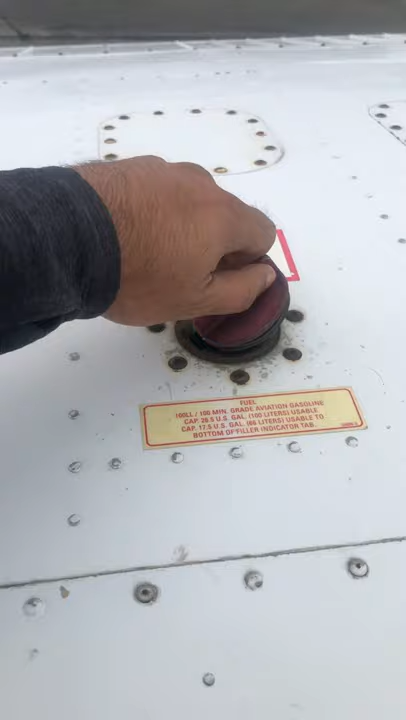 FUEL
100LL / 100 MIN. GRADE AVIATION GASOLINE
CAP. 26.5 U.S. GAL. (100 LITERS) USABLE
CAP. 17.5 U.S. GAL. (66 LITERS) USABLE TO
BOTTOM OF FILLER INDICATOR TAB.